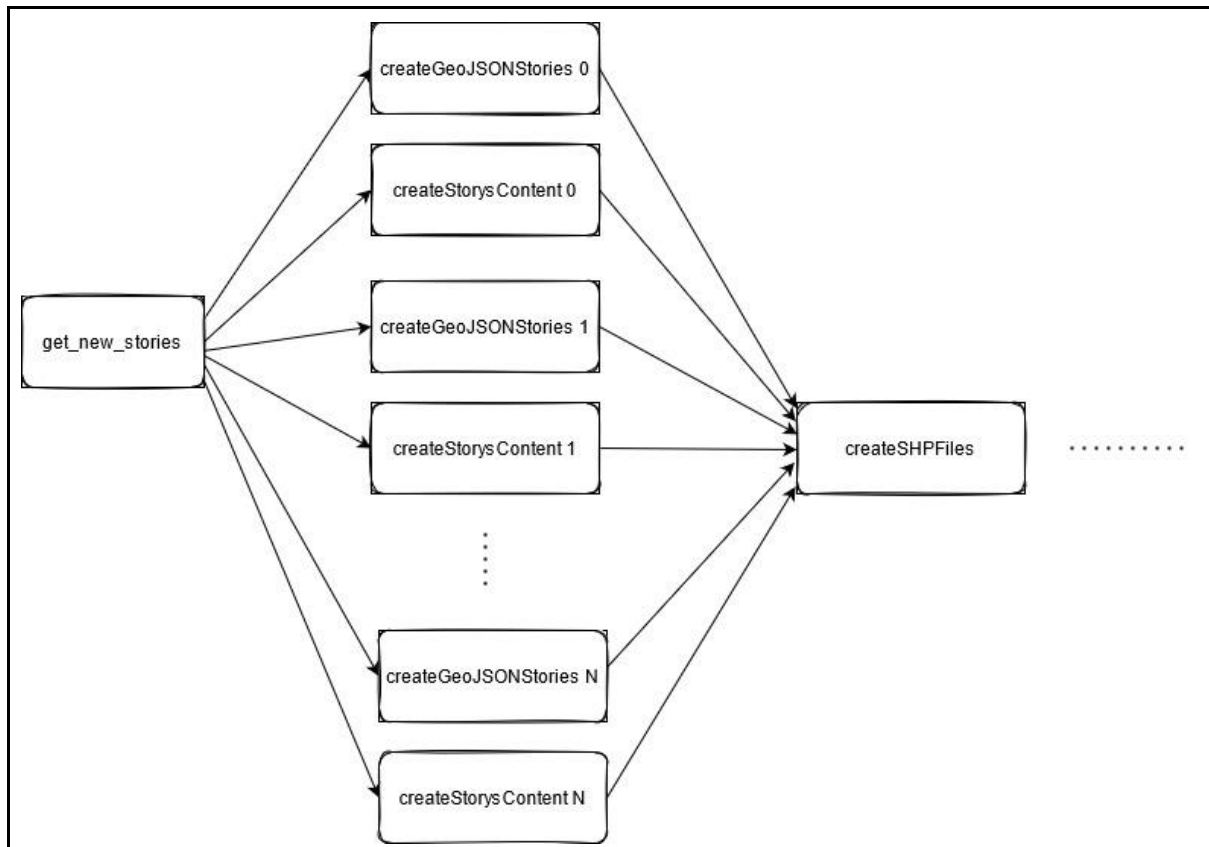 createGeoJSONStories 0
createStorysContent 0
createGeoJSONStories 1
get_new_stories
createStorysContent 1
createSHPFiles
createGeoJSONStories N
createStorysContent N